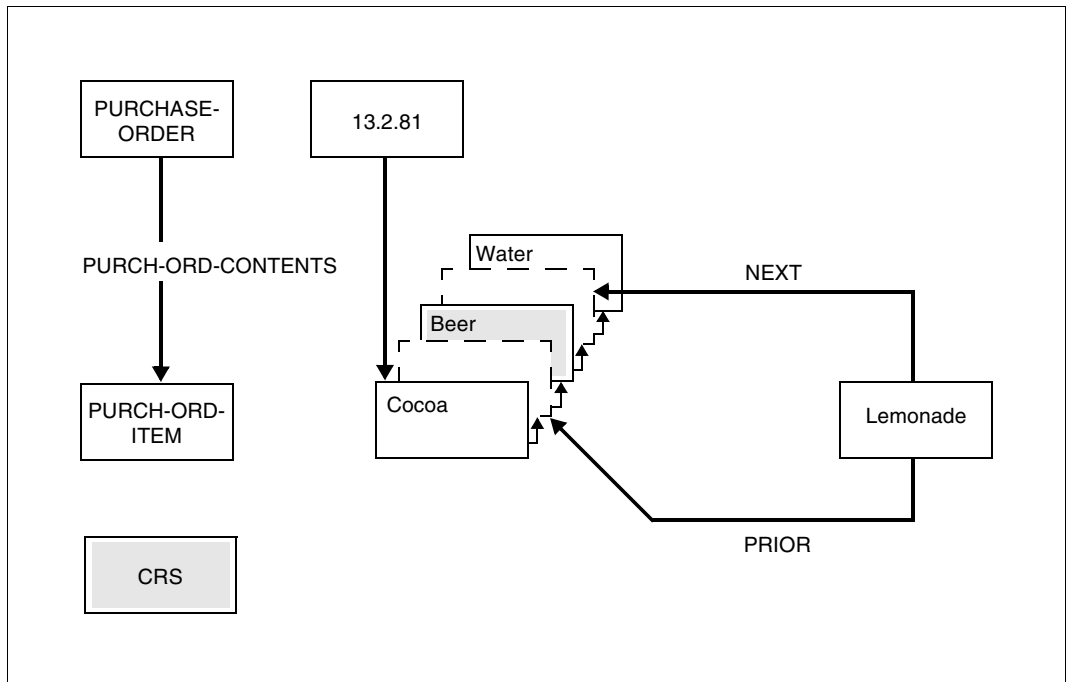 PURCHASE-
ORDER
13.2.81
Water
PURCH-ORD-CONTENTS
NEXT
Beer
Cocoa
PURCH-ORD-
ITEM
Lemonade
PRIOR
CRS